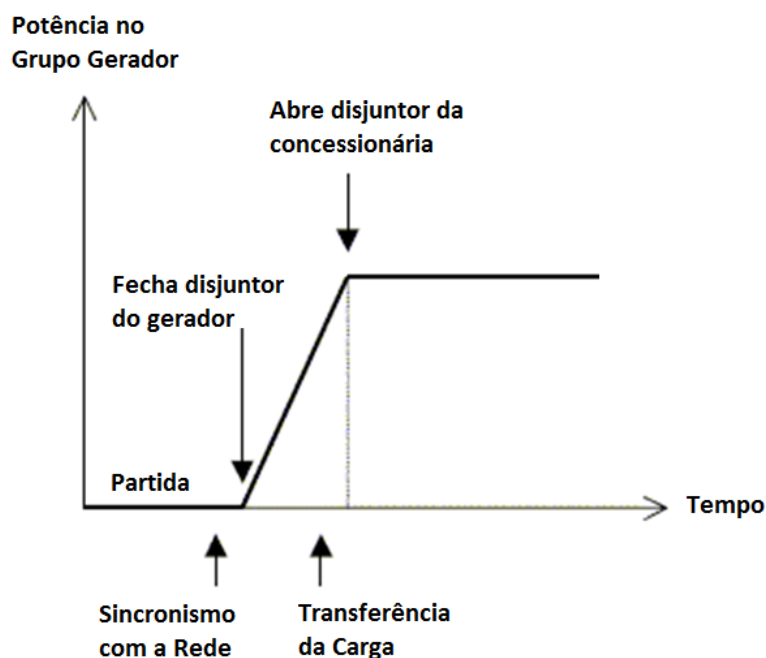 Potência no
Grupo Gerador
Abre disjuntor da
concessionária
Fecha disjuntor
do gerador
Partida
Tempo
Sincronismo
com a Rede
Transferência
da Carga